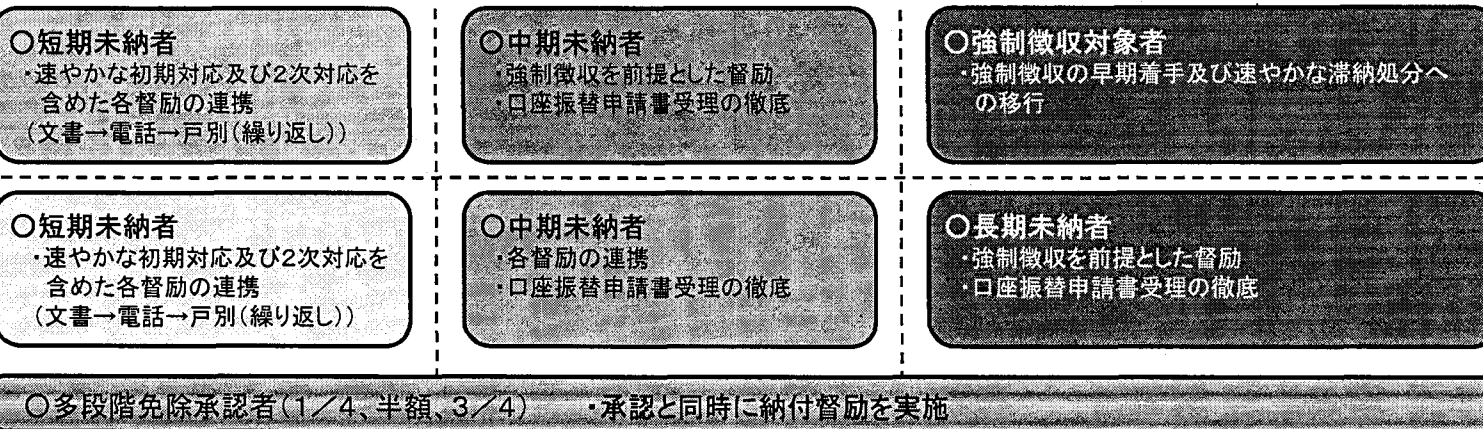 ○短期未納者
・速やかな初期対応及び2次対応を
含めた各督励の連携
(文書→電話→戸別(繰り返し))
○中期未納者
・強制徴収を前提とした督励
・口座振替申請書受理の徹底
○強制徴収対象者
・強制徴収の早期着手及び速やかな滞納処分へ
の移行
○短期未納者
・速やかな初期対応及び2次対応を
含めた各督励の連携
(文書→電話→戸別(繰り返し))
○中期未納者
・各督励の連携
・口座振替申請書受理の徹底
○長期未納者
・強制徴収を前提とした督励
・口座振替申請書受理の徹底
○多段階免除承認者(1/4、半額、3/4) ・承認と同時に納付督励を実施